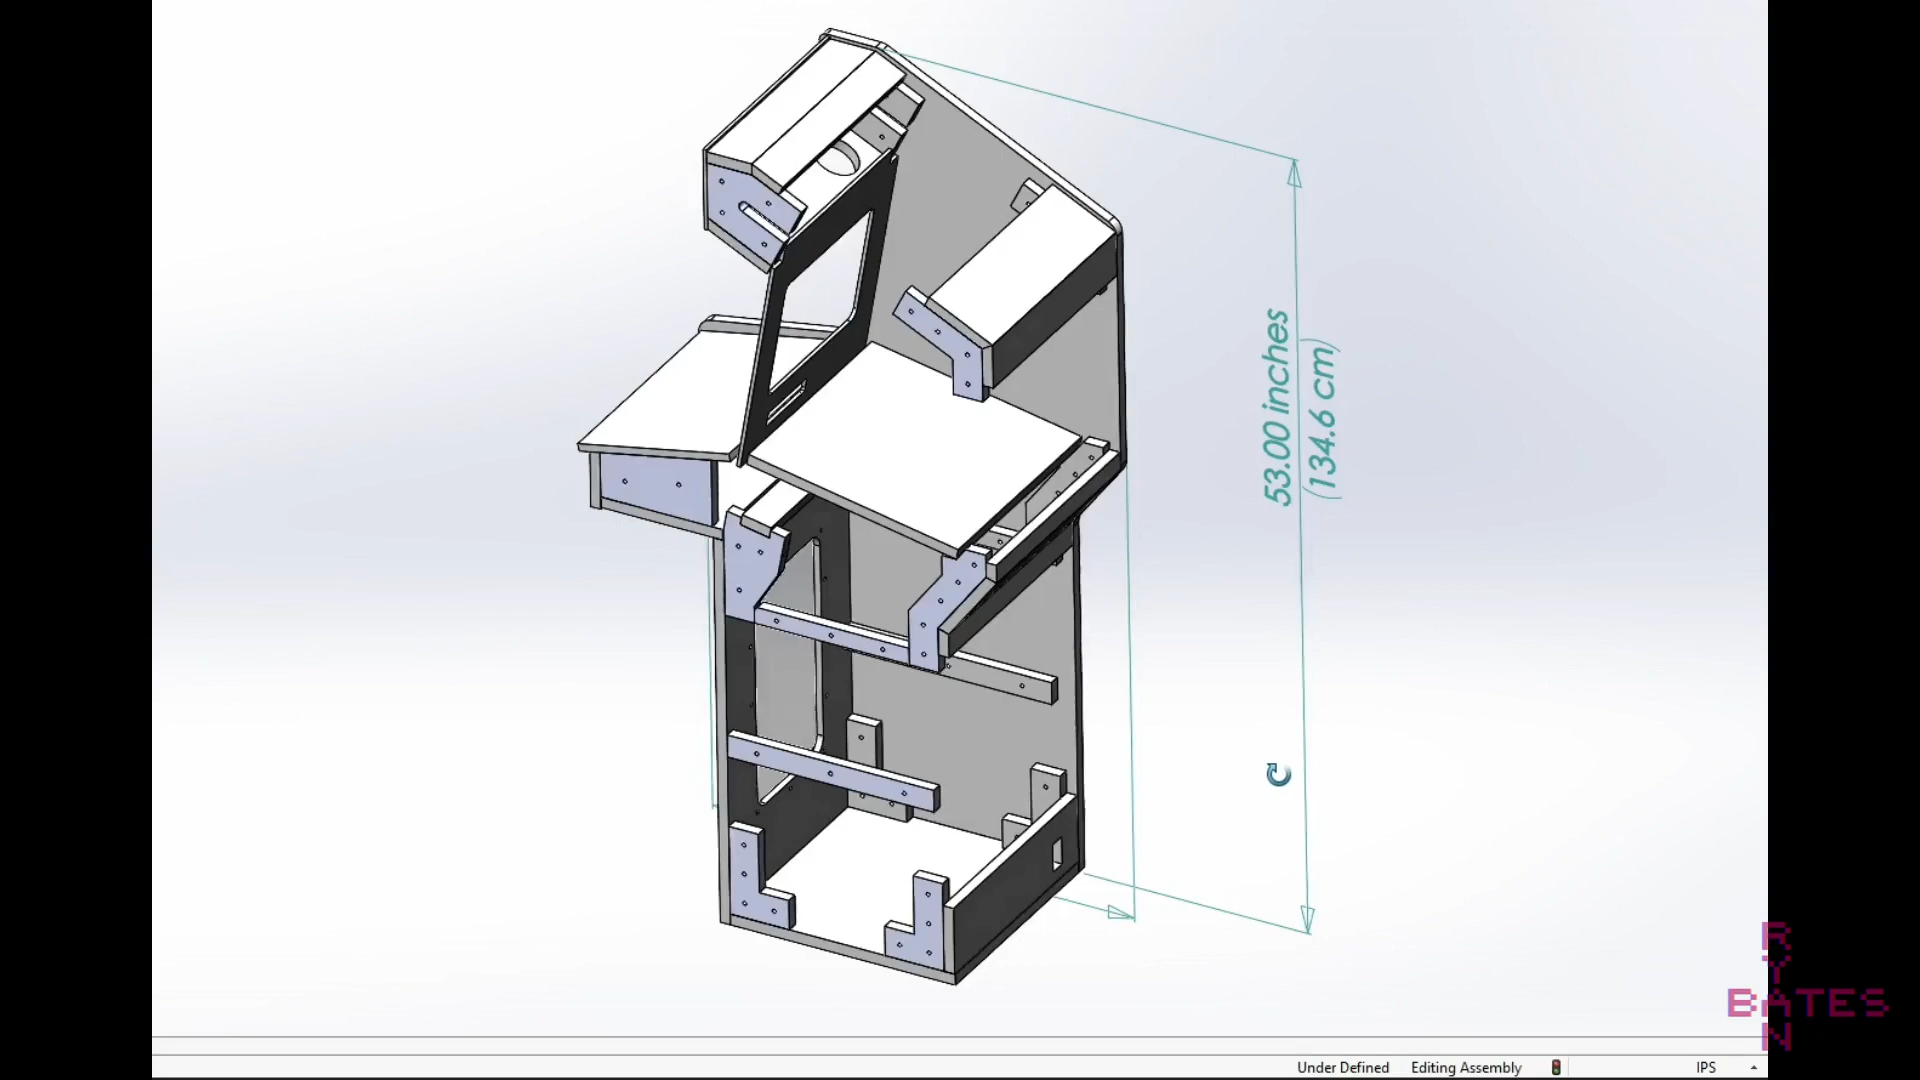 53.00 inches
(134.6 cm)
RYAN
BATES
Under Defined Editing Assembly IPS